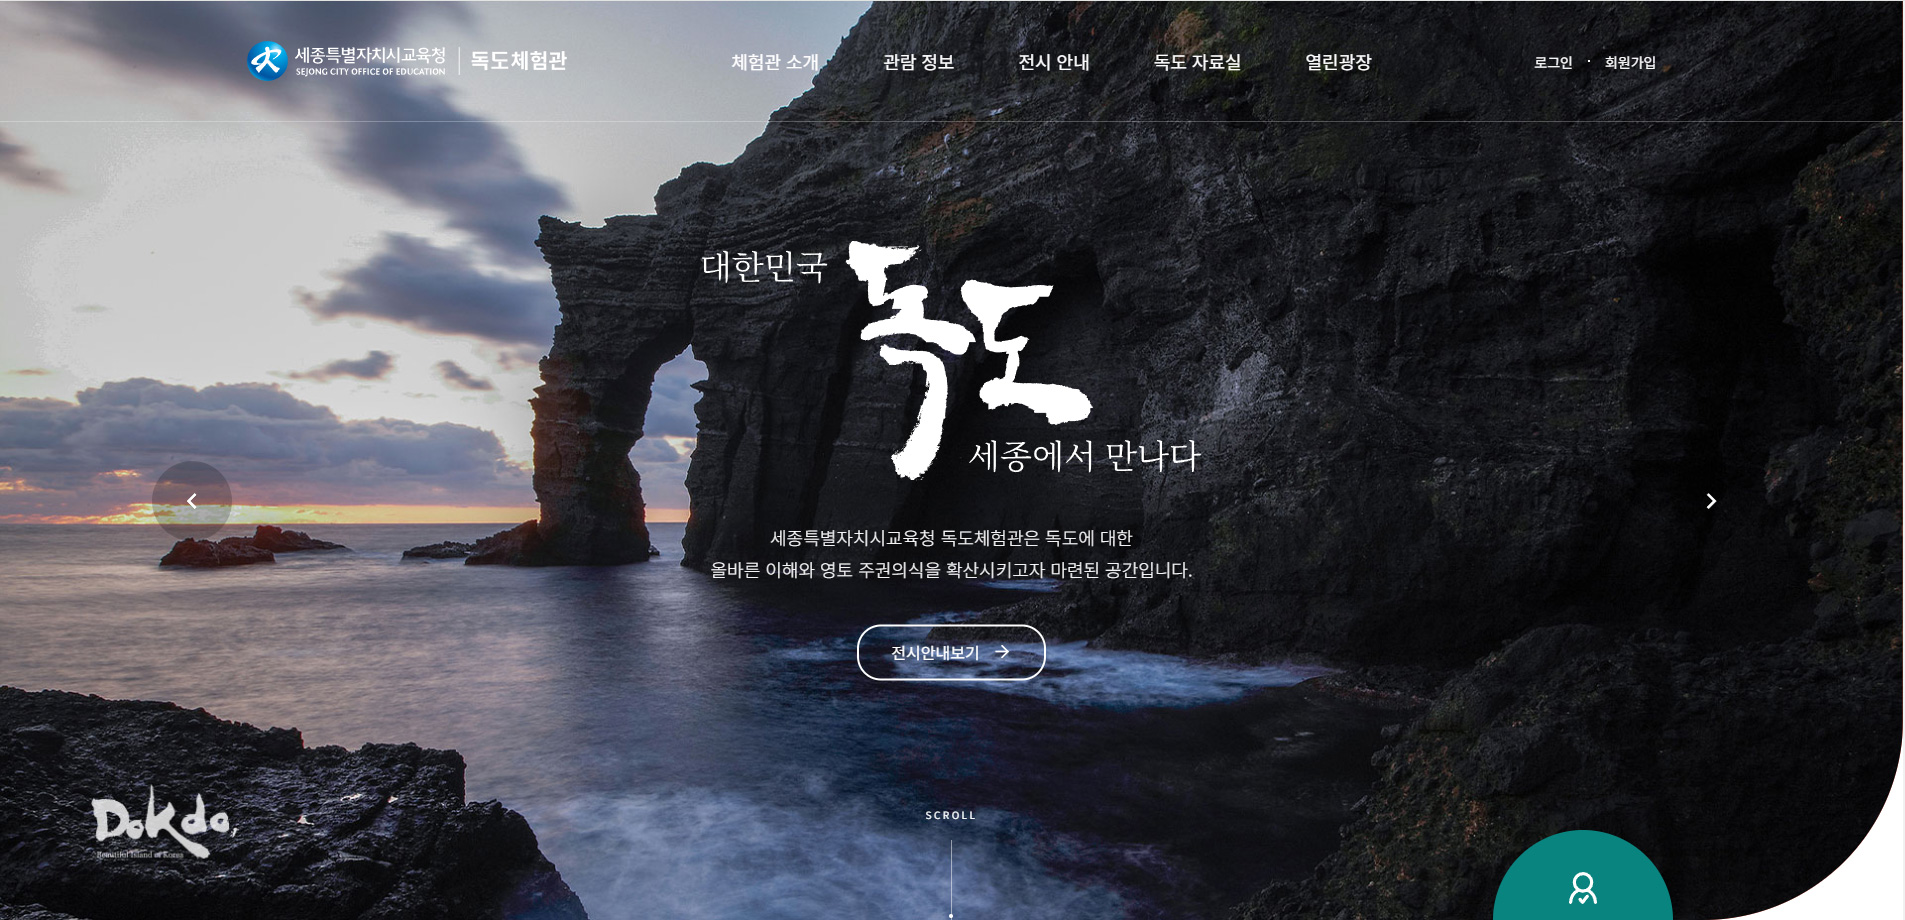 세종특별자치시교육청
SEJONG CITY OFFICE OF EDUCATION
독도체험관
체험관 소개
관람 정보
전시 안내
독도 자료실
열린광장
로그인 · 회원가입
대한민국
독도
세종에서 만나다
세종특별자치시교육청 독도체험관은 독도에 대한
올바른 이해와 영토 주권의식을 확산시키고자 마련된 공간입니다.
전시안내보기
SCROLL
Dokdo,
Beautiful Island of Korea